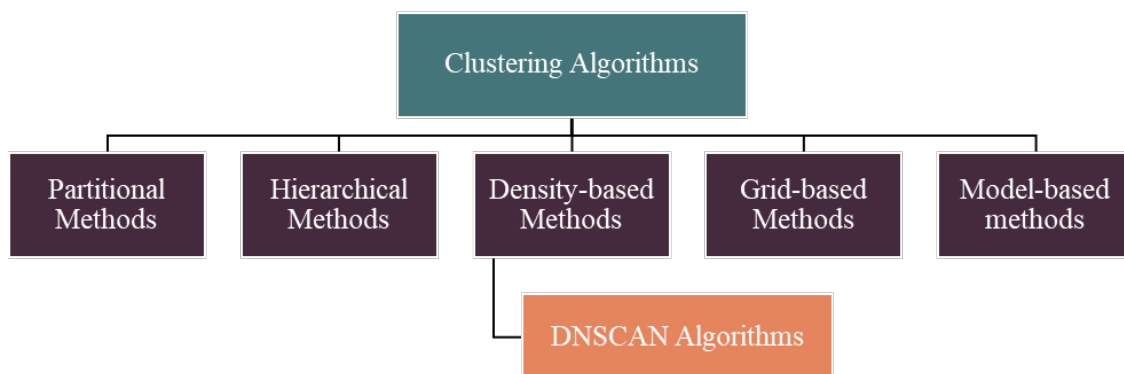 Clustering Algorithms
Partitional
Methods
Hierarchical
Methods
Density-based
Methods
Grid-based
Methods
Model-based
methods
DNSCAN Algorithms